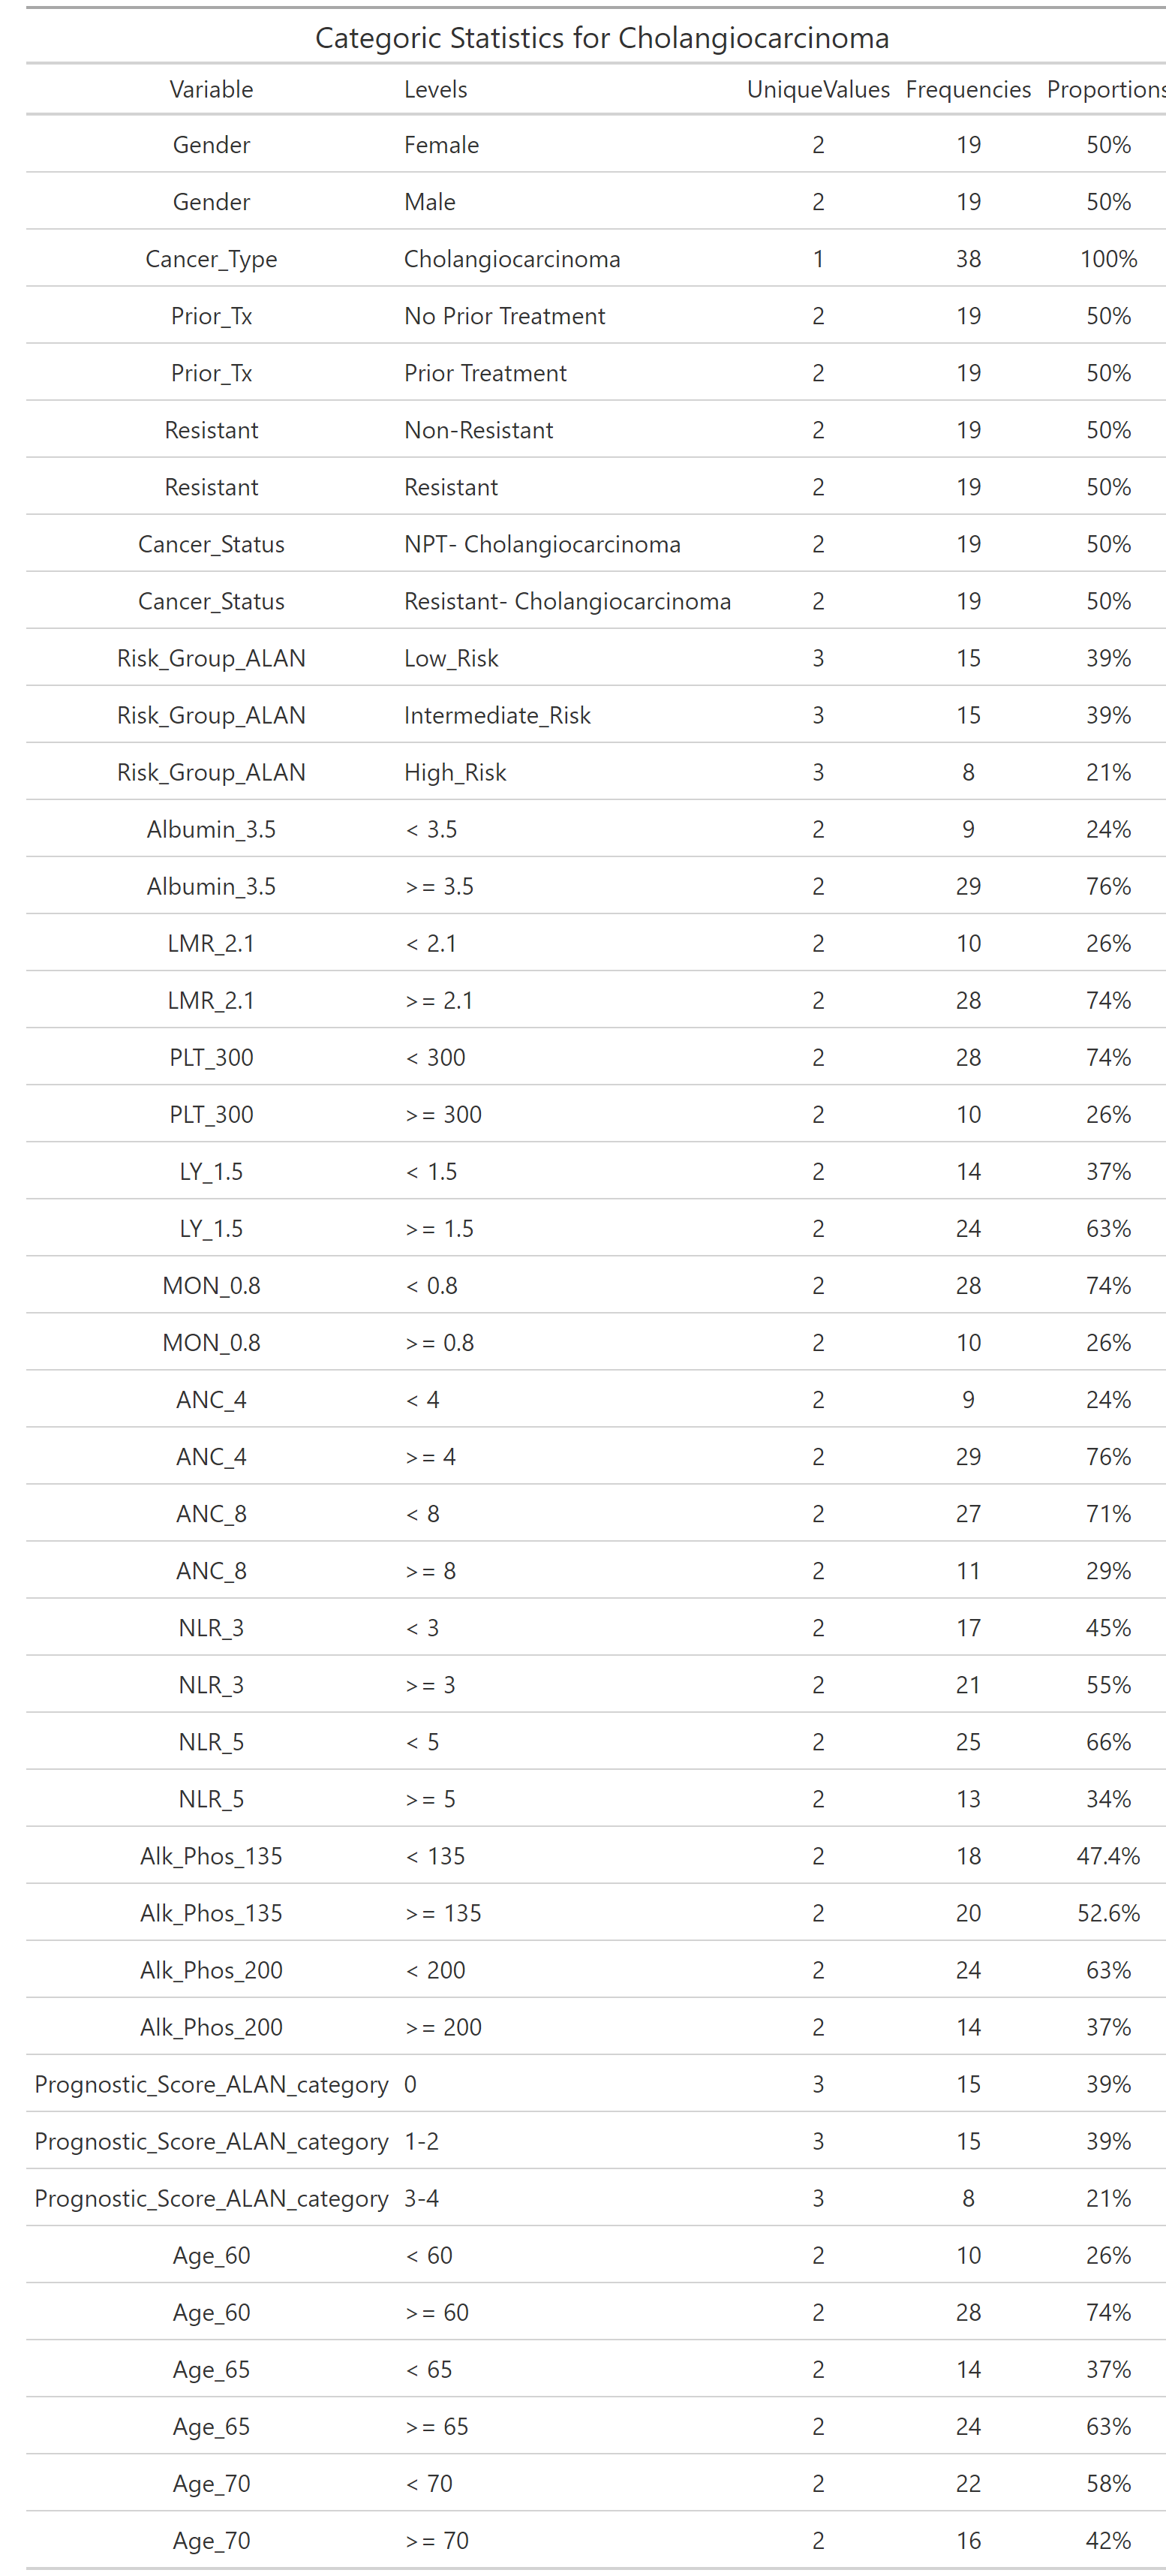 Categoric Statistics for Cholangiocarcinoma
Variable Levels UniqueValues Frequencies Proportions
Gender Female 2 19 50%
Gender Male 2 19 50%
Cancer_Type Cholangiocarcinoma 1 38 100%
Prior_Tx No Prior Treatment 2 19 50%
Prior_Tx Prior Treatment 2 19 50%
Resistant Non-Resistant 2 19 50%
Resistant Resistant 2 19 50%
Cancer_Status NPT- Cholangiocarcinoma 2 19 50%
Cancer_Status Resistant- Cholangiocarcinoma 2 19 50%
Risk_Group_ALAN Low_Risk 3 15 39%
Risk_Group_ALAN Intermediate_Risk 3 15 39%
Risk_Group_ALAN High_Risk 3 8 21%
Albumin_3.5 < 3.5 2 9 24%
Albumin_3.5 >= 3.5 2 29 76%
LMR_2.1 < 2.1 2 10 26%
LMR_2.1 >= 2.1 2 28 74%
PLT_300 < 300 2 28 74%
PLT_300 >= 300 2 10 26%
LY_1.5 < 1.5 2 14 37%
LY_1.5 >= 1.5 2 24 63%
MON_0.8 < 0.8 2 28 74%
MON_0.8 >= 0.8 2 10 26%
ANC_4 < 4 2 9 24%
ANC_4 >= 4 2 29 76%
ANC_8 < 8 2 27 71%
ANC_8 >= 8 2 11 29%
NLR_3 < 3 2 17 45%
NLR_3 >= 3 2 21 55%
NLR_5 < 5 2 25 66%
NLR_5 >= 5 2 13 34%
Alk_Phos_135 < 135 2 18 47.4%
Alk_Phos_135 >= 135 2 20 52.6%
Alk_Phos_200 < 200 2 24 63%
Alk_Phos_200 >= 200 2 14 37%
Prognostic_Score_ALAN_category 0 3 15 39%
Prognostic_Score_ALAN_category 1-2 3 15 39%
Prognostic_Score_ALAN_category 3-4 3 8 21%
Age_60 < 60 2 10 26%
Age_60 >= 60 2 28 74%
Age_65 < 65 2 14 37%
Age_65 >= 65 2 24 63%
Age_70 < 70 2 22 58%
Age_70 >= 70 2 16 42%